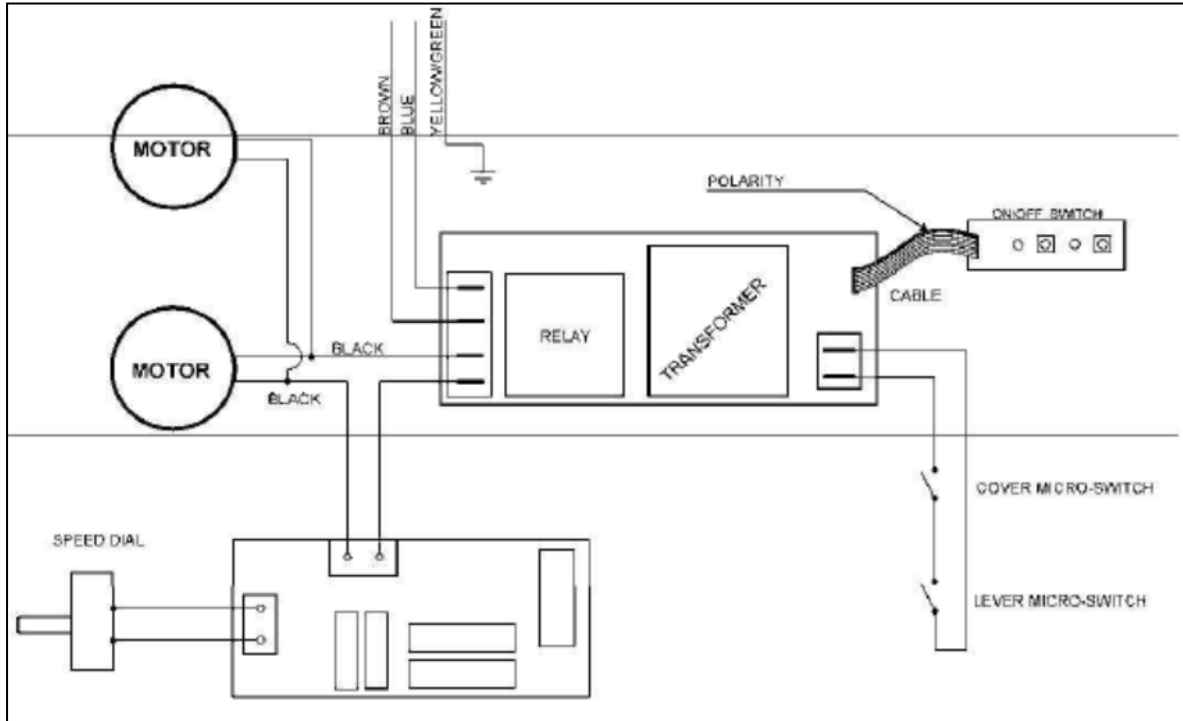 BROWN
BLUE
YELLOW/GREEN
MOTOR
POLARITY
ON/OFF SWITCH
CABLE
RELAY
TRANSFORMER
BLACK
MOTOR
BLACK
COVER MICRO-SWITCH
SPEED DIAL
LEVER MICRO-SWITCH